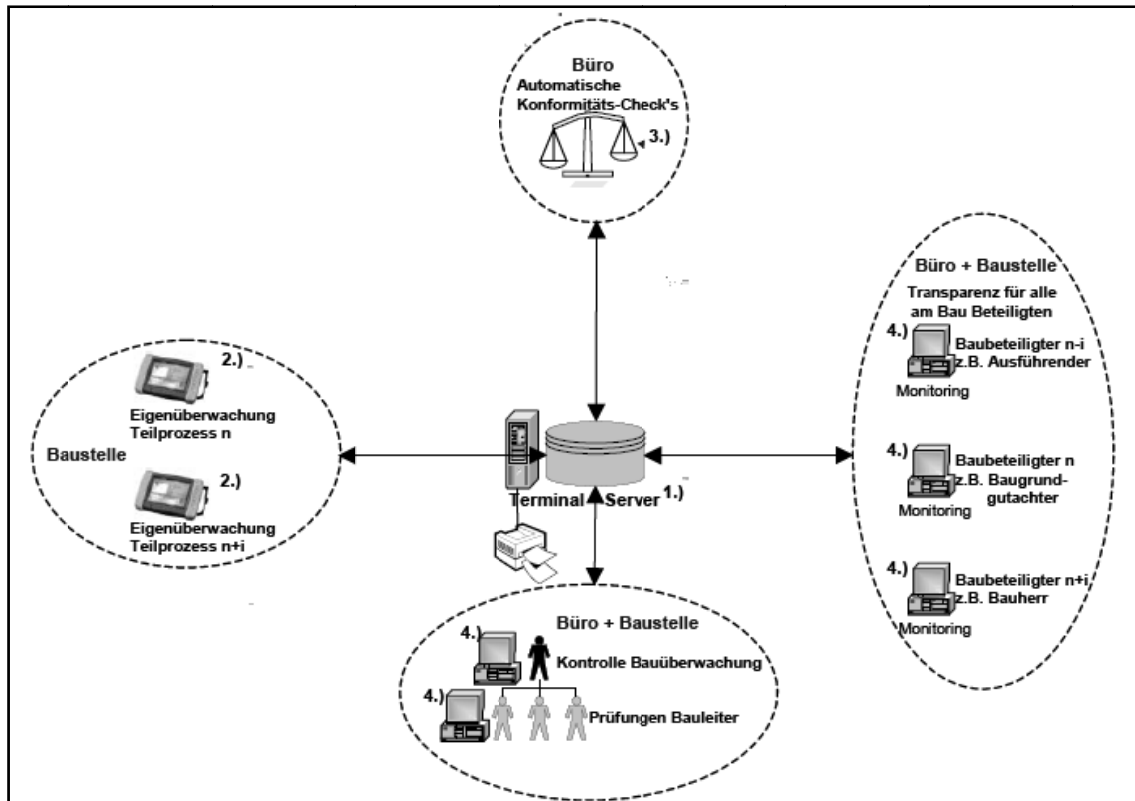 Büro
Automatische
Konformitäts-Check's
3.)
Büro + Baustelle
Transparenz für alle
am Bau Beteiligten
4.)
Baubeteiligter n-i
z.B. Ausführender
Monitoring
4.)
Baubeteiligter n
z.B. Baugrund-
gutachter
Monitoring
4.)
Baubeteiligter n+i
z.B. Bauherr
Monitoring
2.)
Eigenüberwachung
Teilprozess n
Baustelle
2.)
Eigenüberwachung
Teilprozess n+i
Terminal Server 1.)
Büro + Baustelle
4.)
Kontrolle Bauüberwachung
4.)
Prüfungen Bauleiter